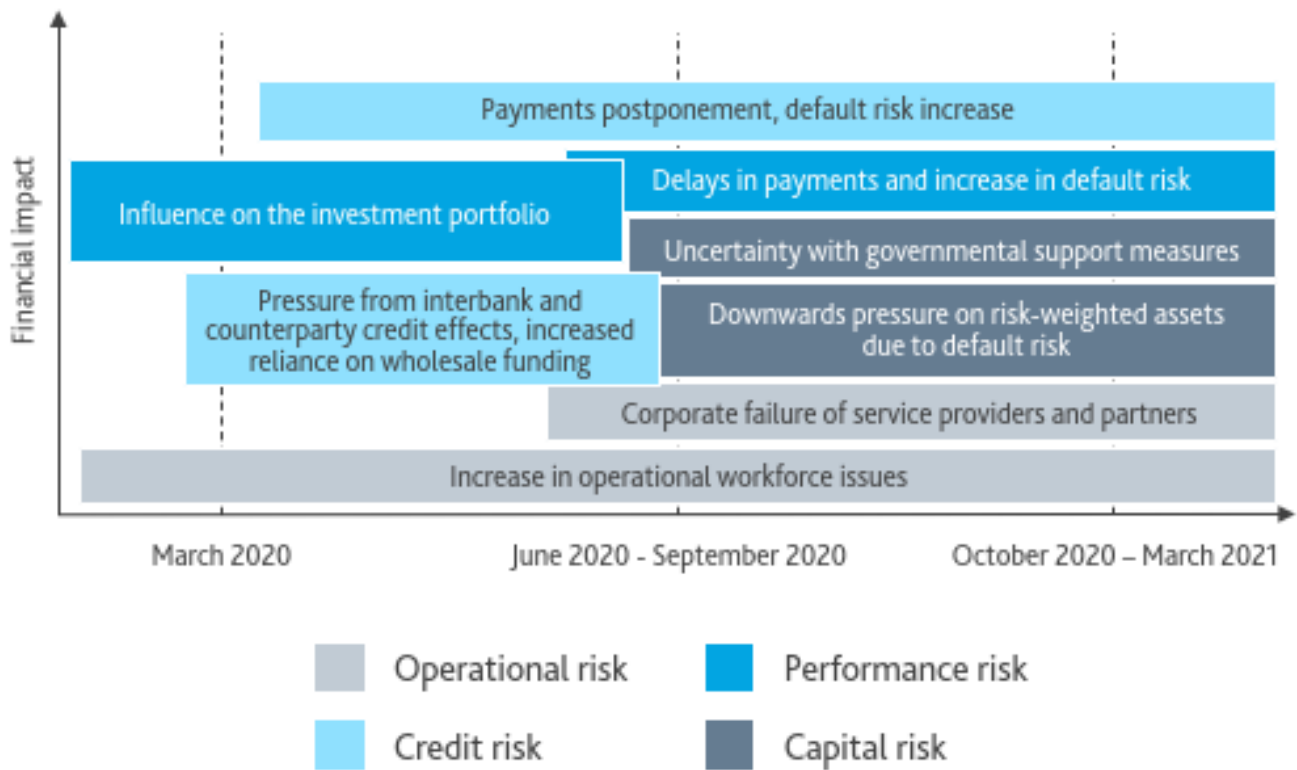 Financial impact
Payments postponement, default risk increase
Delays in payments and increase in default risk
Influence on the investment portfolio
Uncertainty with governmental support measures
Pressure from interbank and
counterparty credit effects, increased
reliance on wholesale funding
Downwards pressure on risk-weighted assets
due to default risk
Corporate failure of service providers and partners
Increase in operational workforce issues
March 2020
June 2020 - September 2020
October 2020 – March 2021
Operational risk
Performance risk
Credit risk
Capital risk